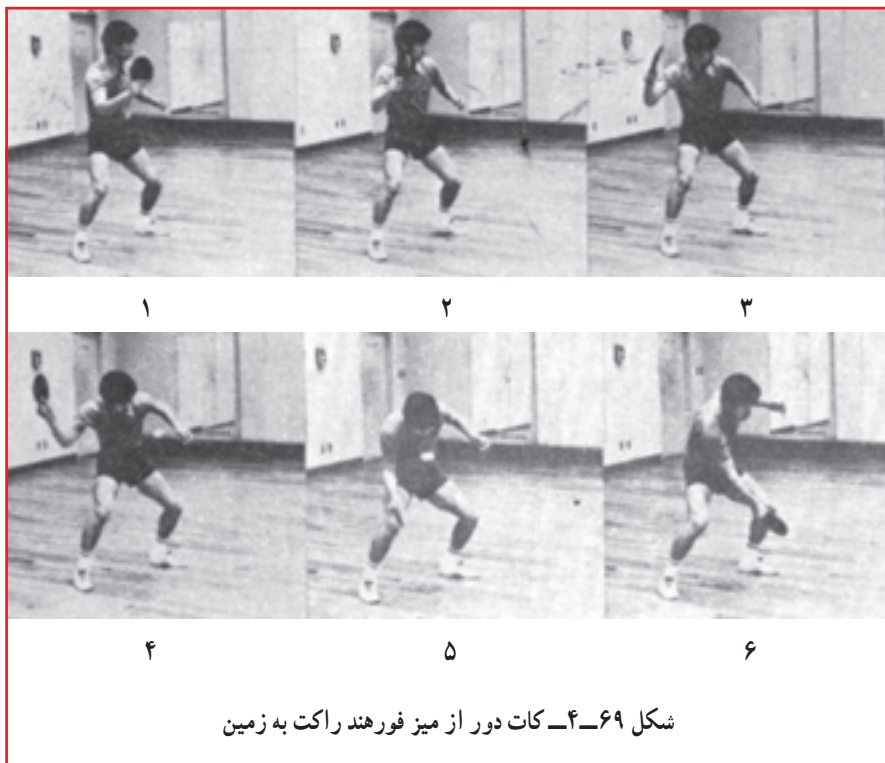 ۱ ۲ ۳
۴ ۵ ۶
شکل ۶۹ــ۴ــ کات دور از میز فورهند راکت به زمین